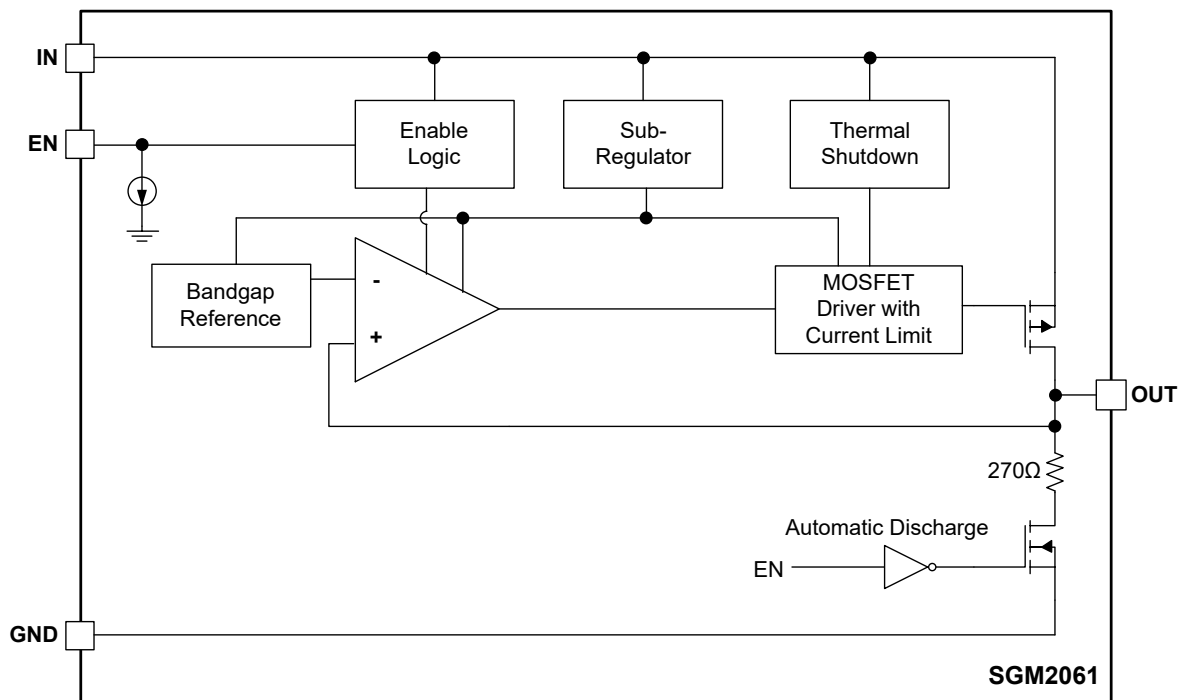 IN
EN
Enable
Logic
Sub-
Regulator
Thermal
Shutdown
Bandgap
Reference
-
+
MOSFET
Driver with
Current Limit
OUT
270Ω
Automatic Discharge
EN
GND
SGM2061